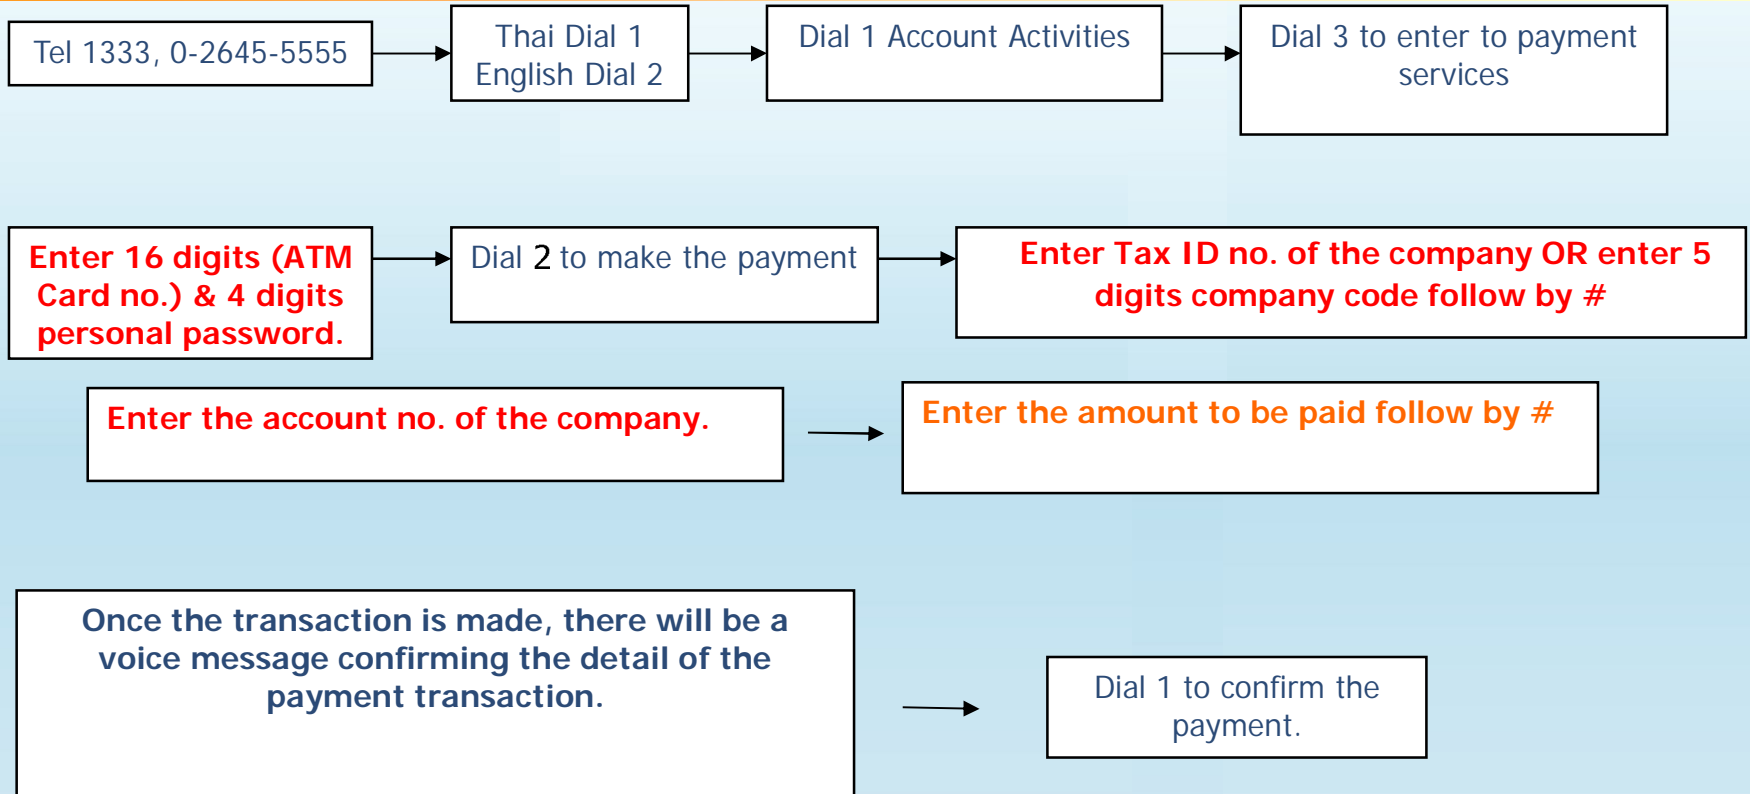 Tel 1333, 0-2645-5555
Thai Dial 1
English Dial 2
Dial 1 Account Activities
Dial 3 to enter to payment
services
Enter 16 digits (ATM
Card no.) & 4 digits
personal password.
Dial 2 to make the payment
Enter Tax ID no. of the company OR enter 5
digits company code follow by #
Enter the account no. of the company.
Enter the amount to be paid follow by #
Once the transaction is made, there will be a
voice message confirming the detail of the
payment transaction.
Dial 1 to confirm the
payment.